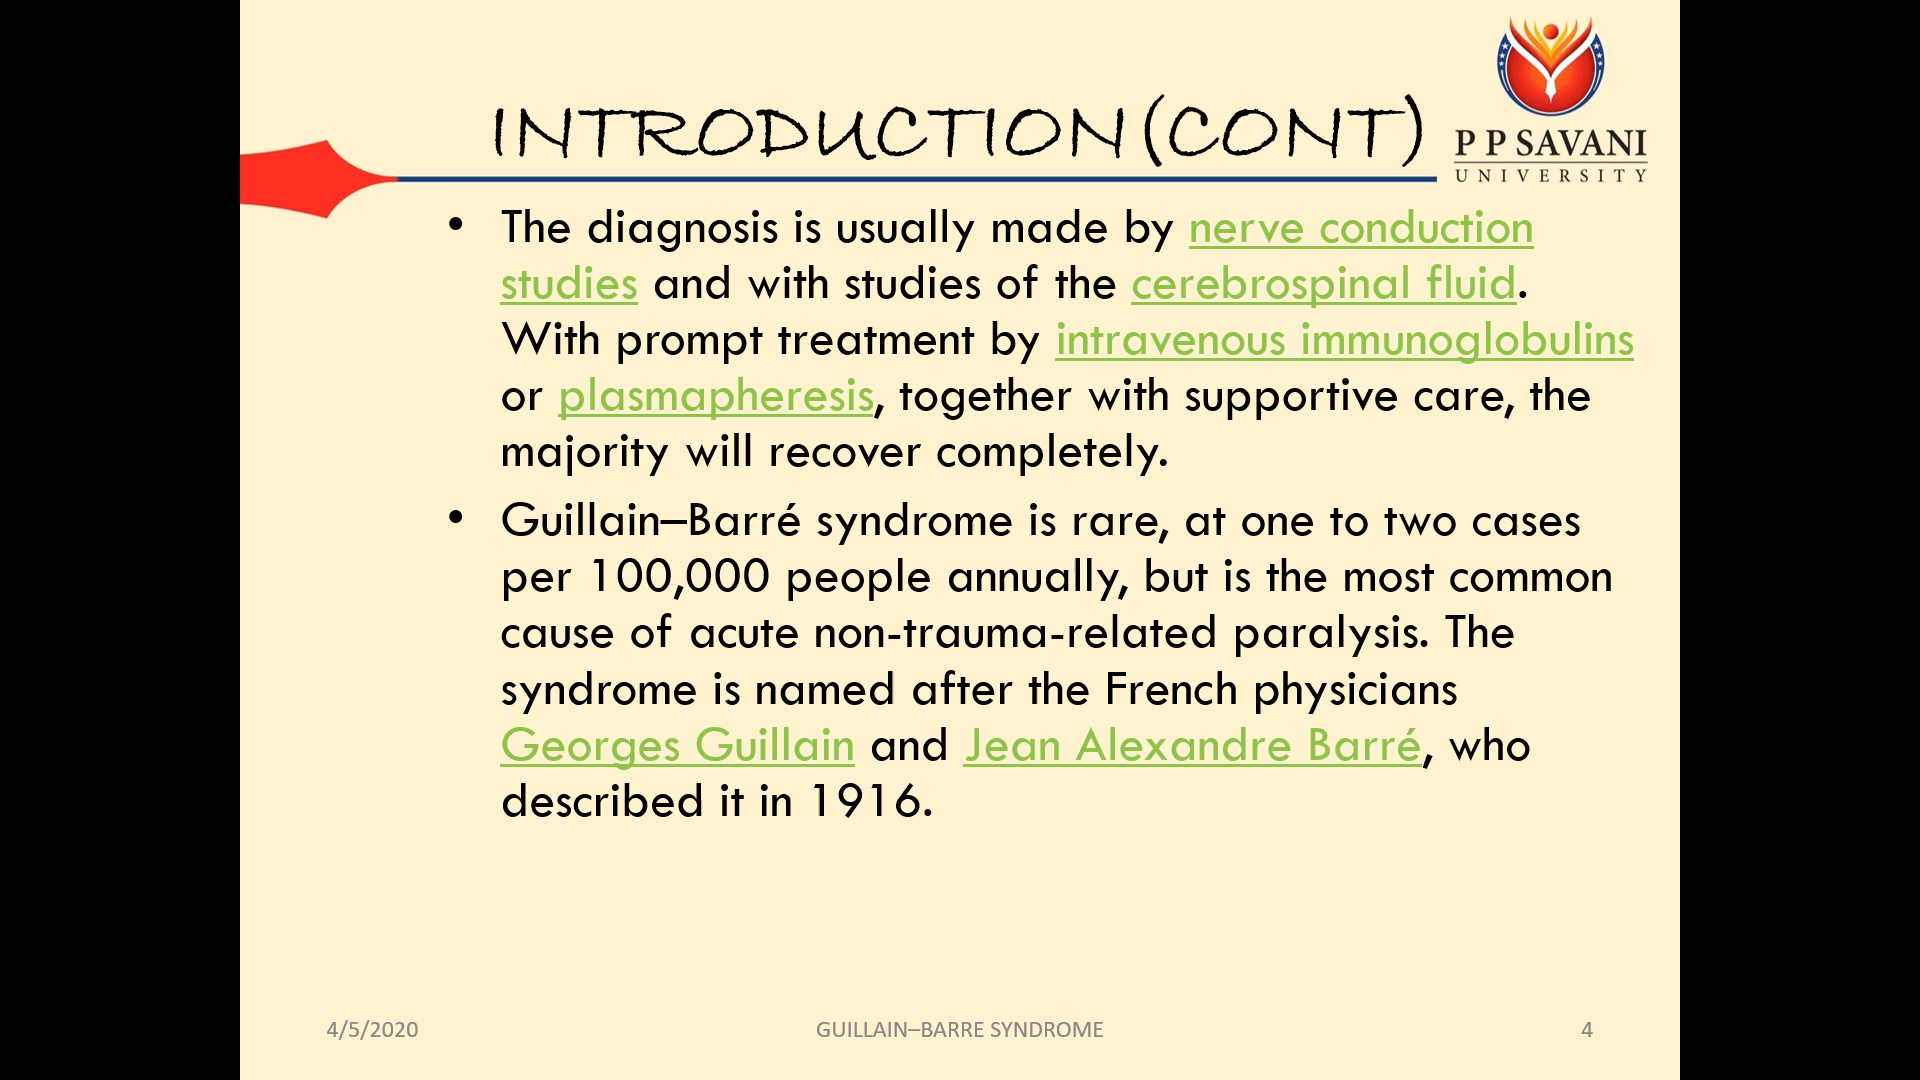 INTRODUCTION(CONT)
P P SAVANI
UNIVERSITY
• The diagnosis is usually made by nerve conduction
studies and with studies of the cerebrospinal fluid.
With prompt treatment by intravenous immunoglobulins
or plasmapheresis, together with supportive care, the
majority will recover completely.
• Guillain–Barré syndrome is rare, at one to two cases
per 100,000 people annually, but is the most common
cause of acute non-trauma-related paralysis. The
syndrome is named after the French physicians
Georges Guillain and Jean Alexandre Barré, who
described it in 1916.
4/5/2020
GUILLAIN–BARRE SYNDROME
4